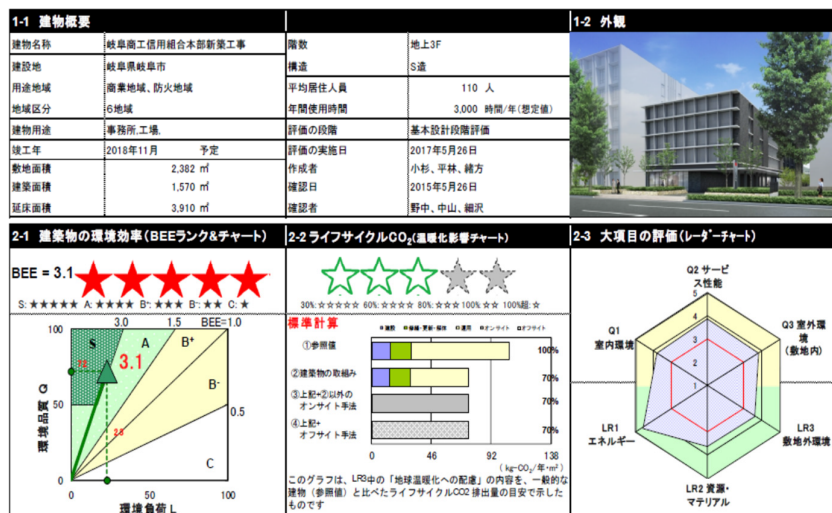 1-1 建物概要
1-2 外観
建物名称 岐阜商工信用組合本部新築工事 階数 地上3F
建設地 岐阜県岐阜市 構造 S造
用途地域 商業地域、防火地域 平均居住人員 110 人
地域区分 6地域 年間使用時間 3,000 時間/年(想定値)
建物用途 事務所,工場, 評価の段階 基本設計段階評価
竣工年 2018年11月 予定 評価の実施日 2017年5月26日
敷地面積 2,382 ㎡ 作成者 小杉、平林、緒方
建築面積 1,570 ㎡ 確認日 2015年5月26日
延床面積 3,910 ㎡ 確認者 野中、中山、細沢
2-1 建築物の環境効率(BEEランク&チャート)
BEE = 3.1 ★★★★★
S: ★★★★★ A: ★★★★ B⁺: ★★★ B⁻: ★★ C: ★
3.0 1.5 BEE=1.0
100
S A B⁺
3.1
72
B⁻
50
0.5
25
C
0
0 50 100
環境品質 Q
環境負荷 L
2-2 ライフサイクルCO₂(温暖化影響チャート)
☆☆☆☆☆
30%: ☆☆☆☆☆ 60%: ☆☆☆☆ 80%: ☆☆☆ 100%: ☆☆ 100%超: ☆
標準計算
■建設 ■修繕・更新・解体 □運用 ■オンサイト □オフサイト
①参照値 100%
②建築物の取組み 70%
③上記+②以外の
オンサイト手法 70%
④上記+
オフサイト手法 70%
0 46 92 138
( kg-CO₂/年・㎡ )
このグラフは、LR3中の「地球温暖化への配慮」の内容を、一般的な
建物(参照値)と比べたライフサイクルCO2 排出量の目安で示した
ものです
2-3 大項目の評価(レーダーチャート)
Q2 サービ
ス性能
5
4
3
2
1
Q1
室内環境
Q3 室外環
境
(敷地内)
LR1
エネルギー
LR3
敷地外環境
LR2 資源・
マテリアル